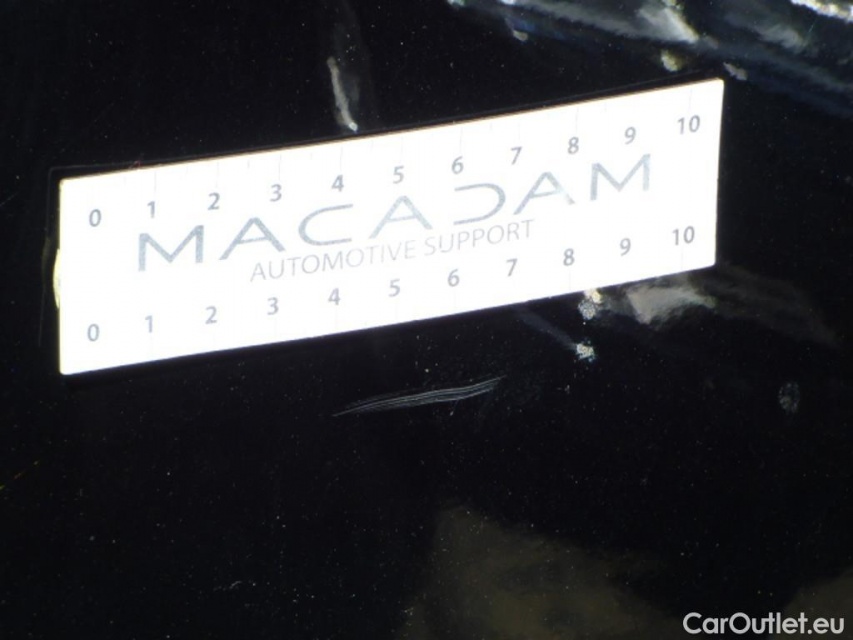 0 1 2 3 4 5 6 7 8 9 10
MACADAM
AUTOMOTIVE SUPPORT
0 1 2 3 4 5 6 7 8 9 10
CarOutlet.eu